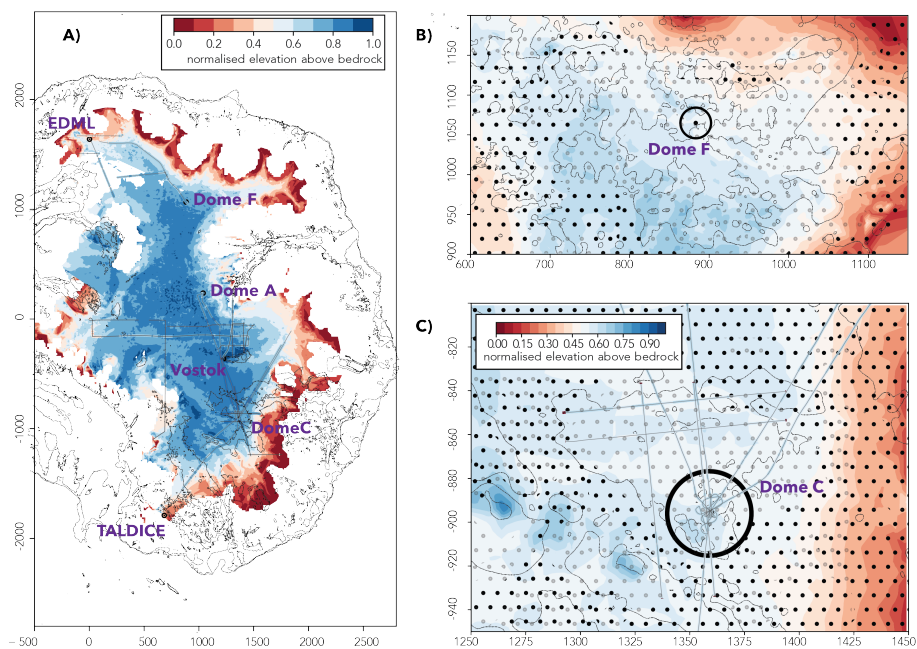 A)
0.0 0.2 0.4 0.6 0.8 1.0
normalised elevation above bedrock
2000
1000
0
-1000
-2000
EDML
Dome F
Dome A
Vostok
DomeC
TALDICE
-500 0 500 1000 1500 2000 2500
B)
1150
1100
1050
1000
950
900
Dome F
600 700 800 900 1000 1100
C)
0.00 0.15 0.30 0.45 0.60 0.75 0.90
normalised elevation above bedrock
-820
-840
-860
-880
-900
-920
-940
Dome C
1250 1275 1300 1325 1350 1375 1400 1450